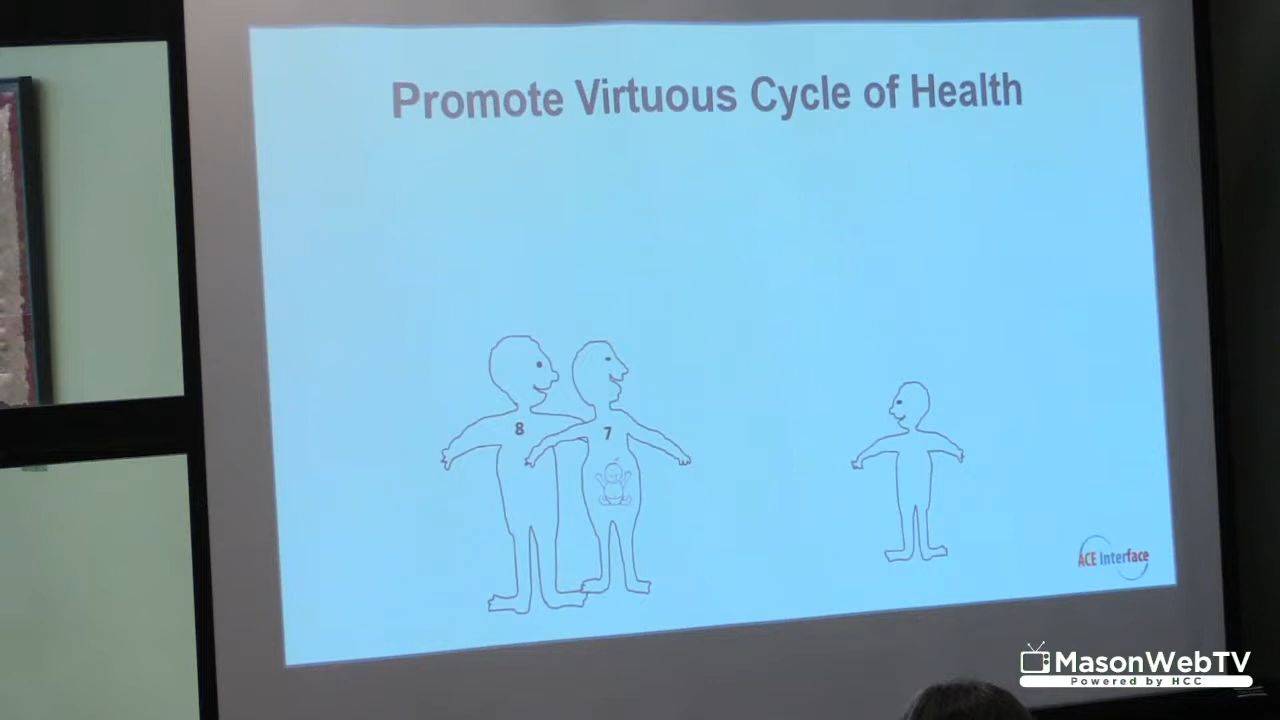 Promote Virtuous Cycle of Health
8
7
ACE Interface
MasonWebTV
Powered by HCC